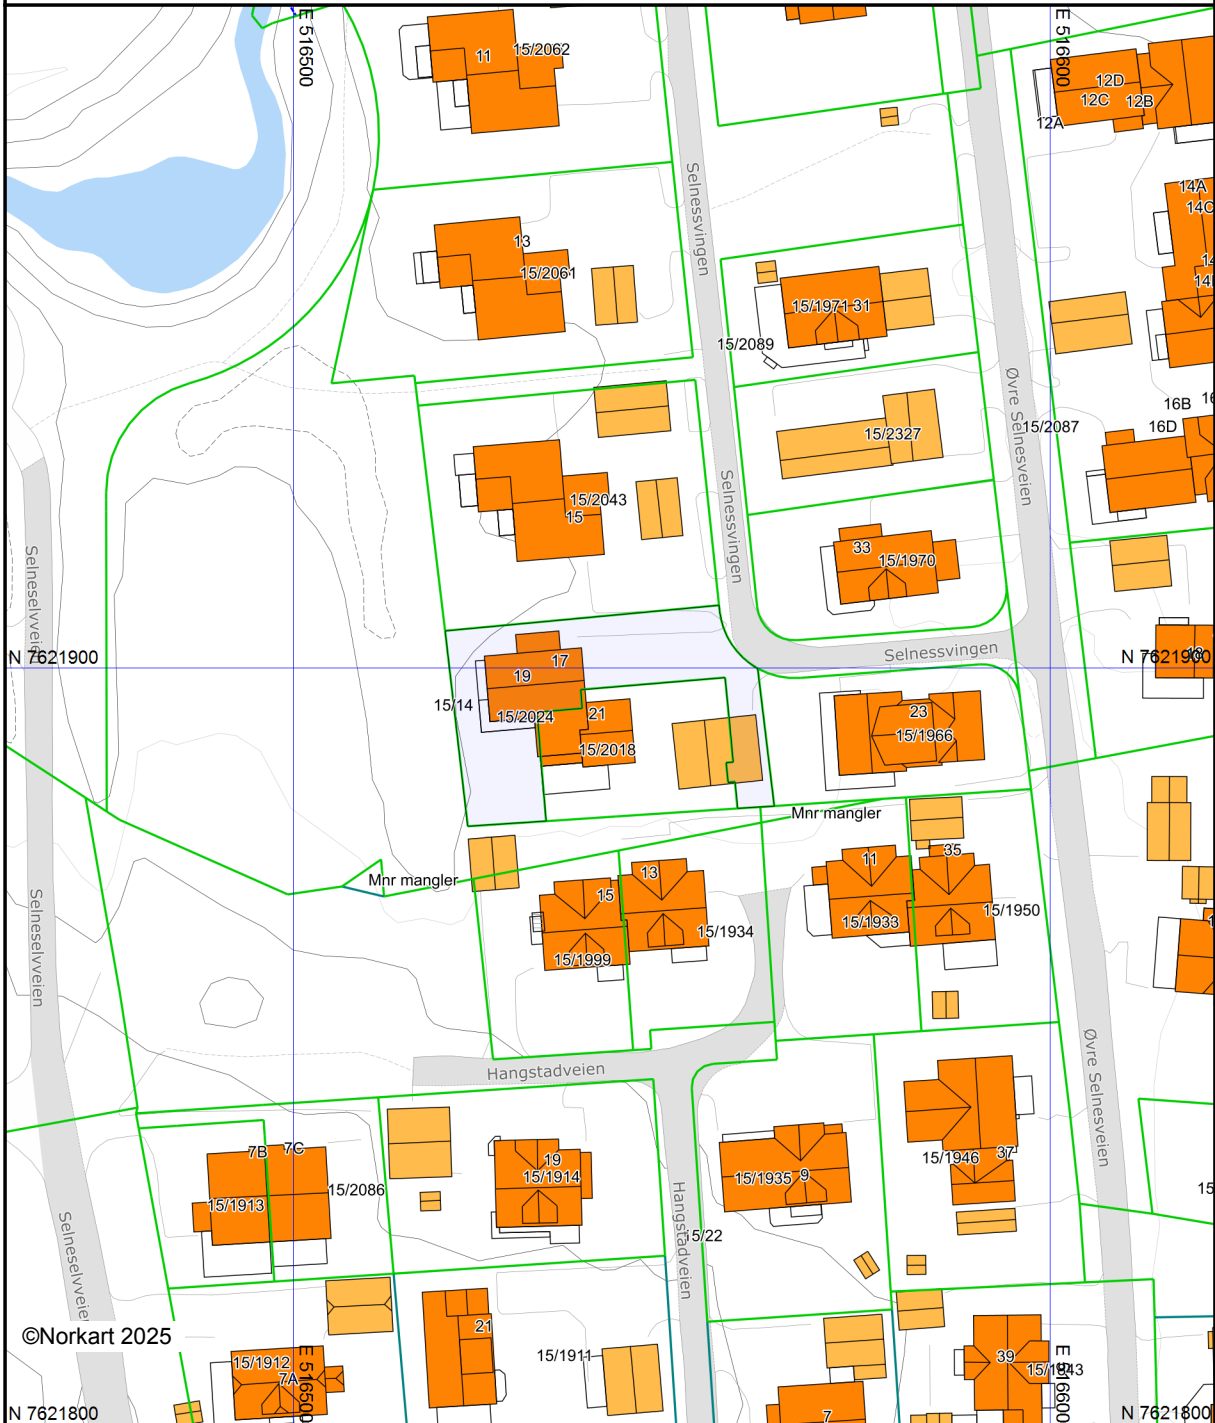 E 516500
E 516600
11
15/2062
12D
12C
12B
12A
14A
Selnessvingen
13
15/2061
15/1971 31
15/2089
Øvre Selnesveien
16B
16D
15/2087
15/2327
15/2043
15
Selnessvingen
Selneselvveien
33
15/1970
N 7621900
Selnessvingen
N 7621900
18
17
19
15/14
15/2024
21
15/2018
23
15/1966
Mnr mangler
Mnr mangler
13
11
35
15
15/1934
15/1933
15/1950
15/1999
Selneselvveien
Hangstadveien
Øvre Selnesveien
7B
7C
15/2086
15/1913
19
15/1914
15/1935
9
15/1946
37
Hangstadveien
15/22
Selneselvveien
©Norkart 2025
21
15/1911
15/1912
7A
E 516500
39
15/1843
E 516600
7
N 7621800
N 7621800